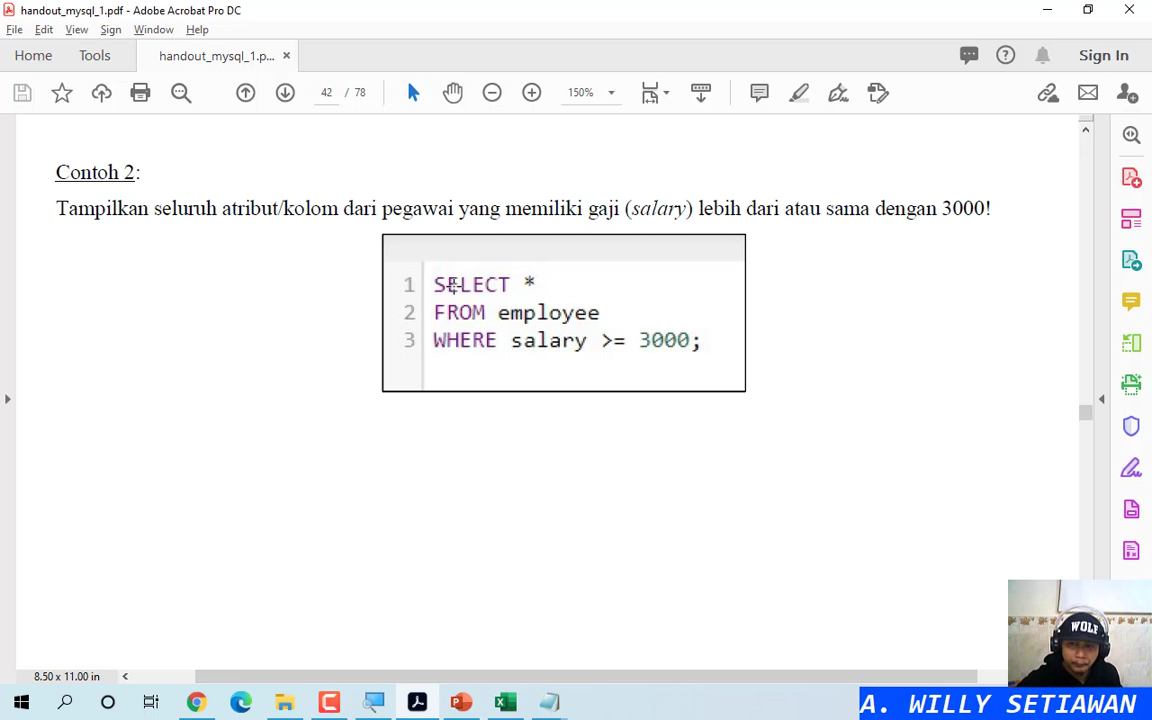 handout_mysql_1.pdf - Adobe Acrobat Pro DC
File Edit View Sign Window Help
Home Tools handout_mysql_1.p... ×
Sign In
42 / 78
150%
Contoh 2:
Tampilkan seluruh atribut/kolom dari pegawai yang memiliki gaji (salary) lebih dari atau sama dengan 3000!
1 SELECT *
2 FROM employee
3 WHERE salary >= 3000;
WOLF
8.50 x 11.00 in
A. WILLY SETIAWAN